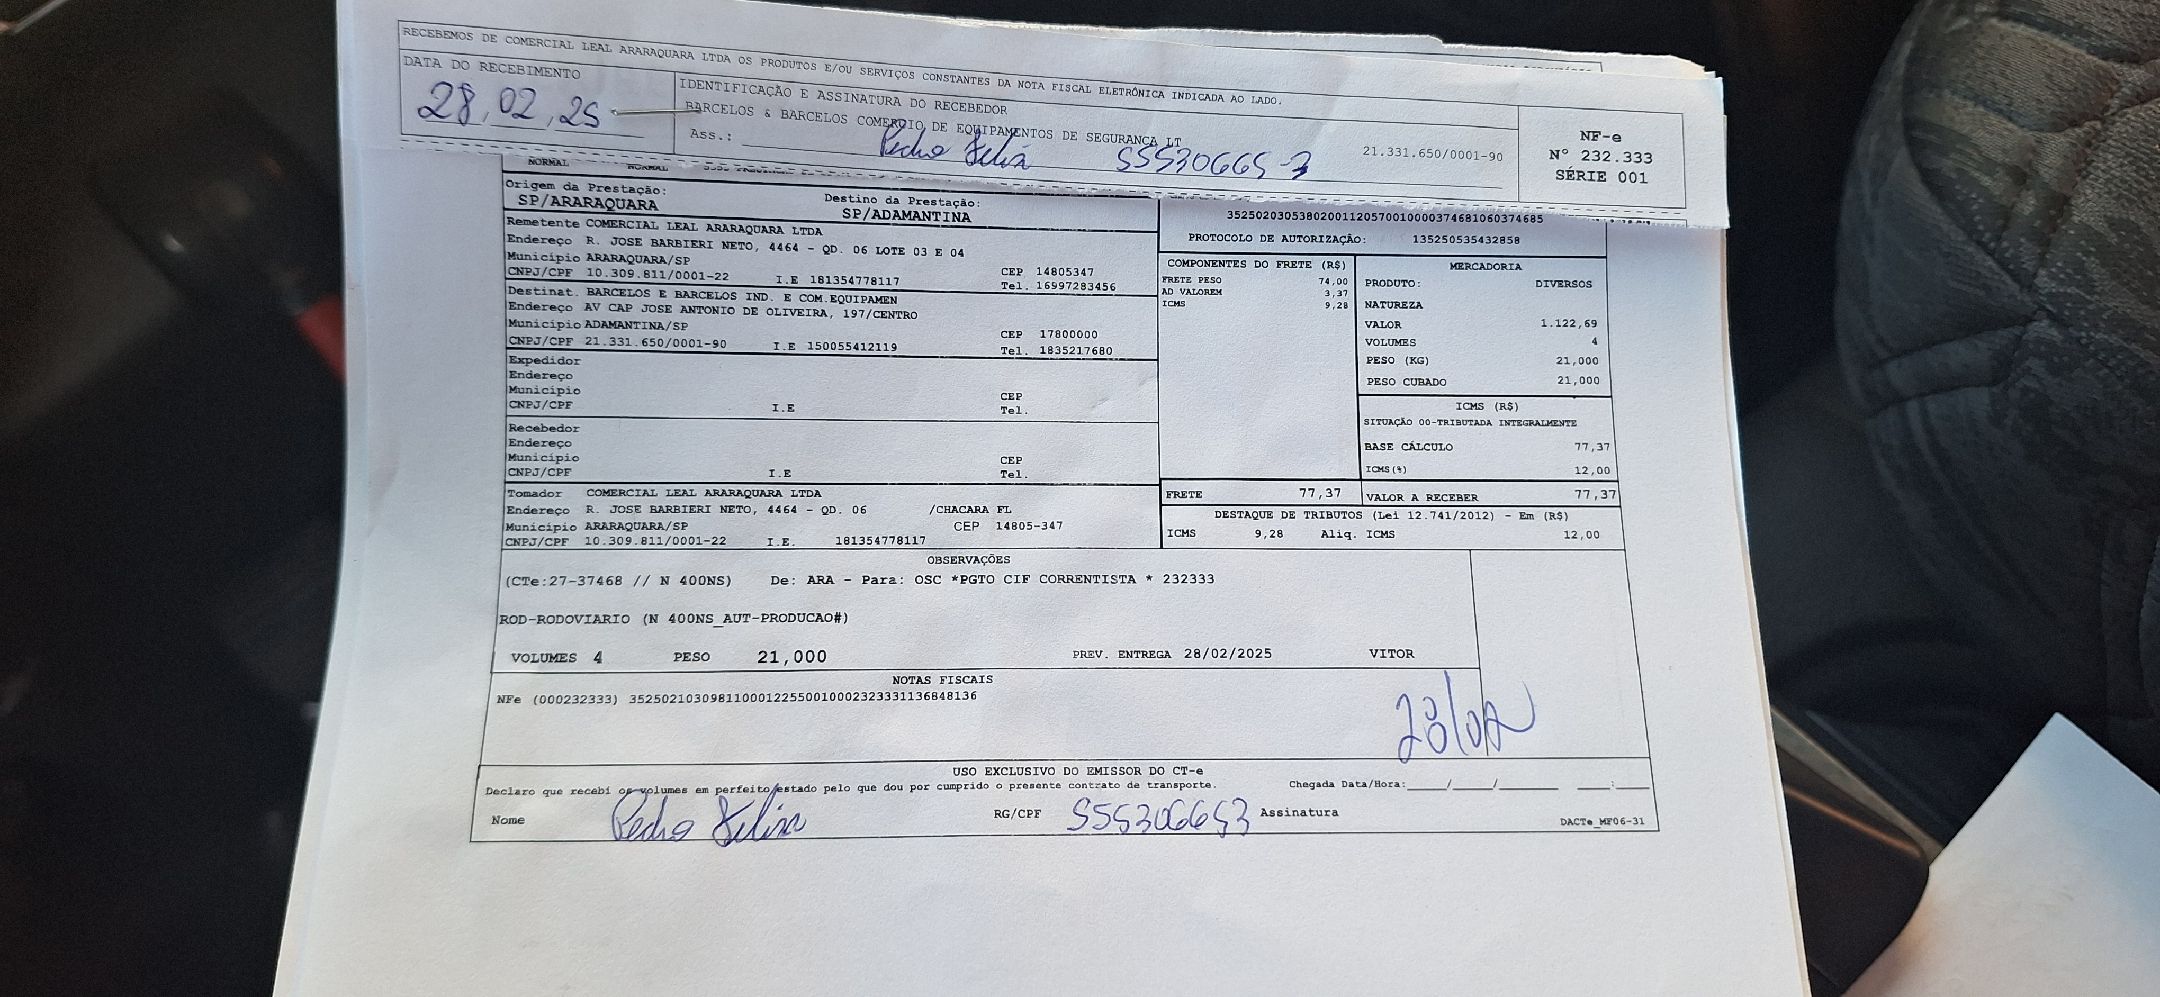 RECEBEMOS DE COMERCIAL LEAL ARARAQUARA LTDA OS PRODUTOS E/OU SERVIÇOS CONSTANTES DA NOTA FISCAL ELETRÔNICA INDICADA AO LADO.
DATA DO RECEBIMENTO
28,02,25
IDENTIFICAÇÃO E ASSINATURA DO RECEBEDOR
BARCELOS & BARCELOS COMERCIO DE EQUIPAMENTOS DE SEGURANCA LT
Ass.: Pedro 55530665-3 21.331.650/0001-90
NF-e
Nº 232.333
SÉRIE 001
NORMAL NORMAL
Origem da Prestação: Destino da Prestação:
SP/ARARAQUARA SP/ADAMANTINA
35250203053802001120570010000374681060374685
PROTOCOLO DE AUTORIZAÇÃO: 135250535432858
Remetente COMERCIAL LEAL ARARAQUARA LTDA
Endereço R. JOSE BARBIERI NETO, 4464 - QD. 06 LOTE 03 E 04
Município ARARAQUARA/SP CEP 14805347
CNPJ/CPF 10.309.811/0001-22 I.E 181354778117 Tel. 16997283456
Destinat. BARCELOS E BARCELOS IND. E COM.EQUIPAMEN
Endereço AV CAP JOSE ANTONIO DE OLIVEIRA, 197/CENTRO
Município ADAMANTINA/SP CEP 17800000
CNPJ/CPF 21.331.650/0001-90 I.E 150055412119 Tel. 1835217680
Expedidor
Endereço
Município CEP
CNPJ/CPF I.E Tel.
Recebedor
Endereço
Município CEP
CNPJ/CPF I.E Tel.
Tomador COMERCIAL LEAL ARARAQUARA LTDA
Endereço R. JOSE BARBIERI NETO, 4464 - QD. 06 /CHACARA FL
Município ARARAQUARA/SP CEP 14805-347
CNPJ/CPF 10.309.811/0001-22 I.E. 181354778117
COMPONENTES DO FRETE (R$)
FRETE PESO 74,00
AD VALOREM 3,37
ICMS 9,28
MERCADORIA
PRODUTO: DIVERSOS
NATUREZA
VALOR 1.122,69
VOLUMES 4
PESO (KG) 21,000
PESO CUBADO 21,000
ICMS (R$)
SITUAÇÃO 00-TRIBUTADA INTEGRALMENTE
BASE CÁLCULO 77,37
ICMS(%) 12,00
FRETE 77,37 VALOR A RECEBER 77,37
DESTAQUE DE TRIBUTOS (Lei 12.741/2012) - Em (R$)
ICMS 9,28 Aliq. ICMS 12,00
OBSERVAÇÕES
(CTe:27-37468 // N 400NS) De: ARA - Para: OSC *PGTO CIF CORRENTISTA * 232333
ROD-RODOVIARIO (N 400NS_AUT-PRODUCAO#)
VOLUMES 4 PESO 21,000 PREV. ENTREGA 28/02/2025 VITOR
NOTAS FISCAIS
NFe (000232333) 35250210309811000122550010002323331136848136
28/02
USO EXCLUSIVO DO EMISSOR DO CT-e
Declaro que recebi os volumes em perfeito estado pelo que dou por cumprido o presente contrato de transporte. Chegada Data/Hora:____/____/______ ____:____
Nome Pedro RG/CPF 555306653 Assinatura
DACTe_MF06-31